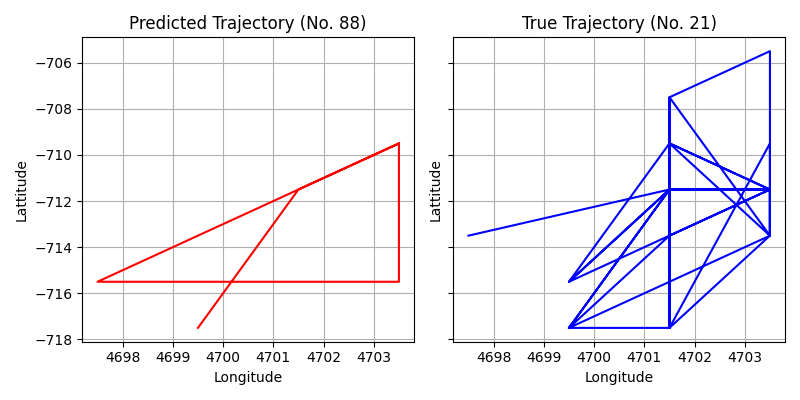 Predicted Trajectory (No. 88)
True Trajectory (No. 21)
−706
−708
−710
−712
−714
−716
−718
Lattitude
Lattitude
4698 4699 4700 4701 4702 4703
4698 4699 4700 4701 4702 4703
Longitude
Longitude